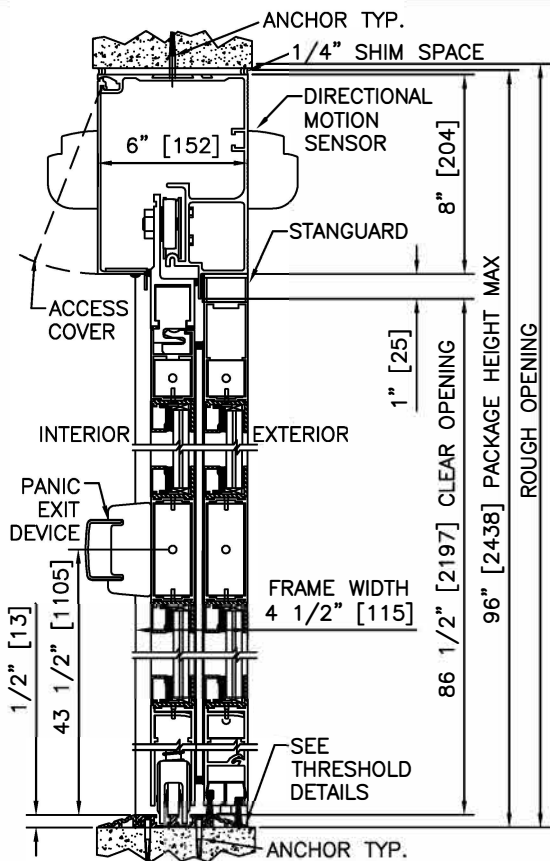 ANCHOR TYP.
1/4" SHIM SPACE
DIRECTIONAL
MOTION
SENSOR
6" [152]
8" [204]
STANGUARD
ACCESS
COVER
1" [25]
INTERIOR
EXTERIOR
PANIC
EXIT
DEVICE
FRAME WIDTH
4 1/2" [115]
1/2" [13]
43 1/2" [1105]
86 1/2" [2197] CLEAR OPENING
96" [2438] PACKAGE HEIGHT MAX
ROUGH OPENING
SEE
THRESHOLD
DETAILS
ANCHOR TYP.